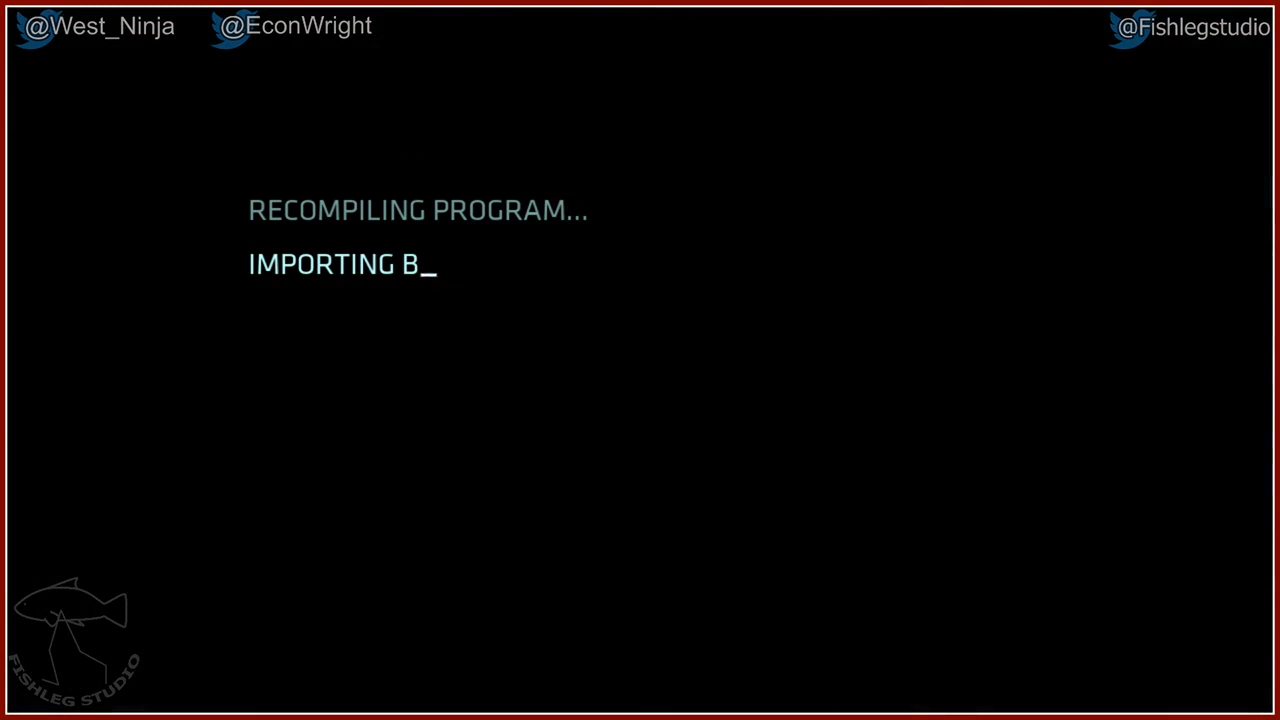 @West_Ninja @EconWright @Fishlegstudio
RECOMPILING PROGRAM...
IMPORTING B_
FISHLEG STUDIO